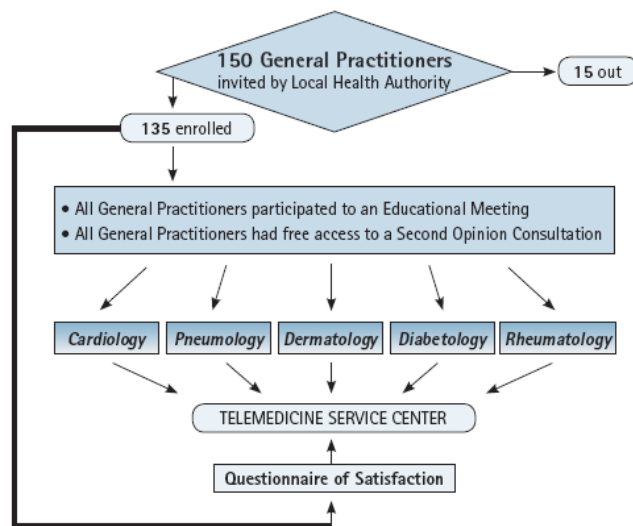 150 General Practitioners
invited by Local Health Authority
15 out
135 enrolled
• All General Practitioners participated to an Educational Meeting
• All General Practitioners had free access to a Second Opinion Consultation
Cardiology
Pneumology
Dermatology
Diabetology
Rheumatology
TELEMEDICINE SERVICE CENTER
Questionnaire of Satisfaction